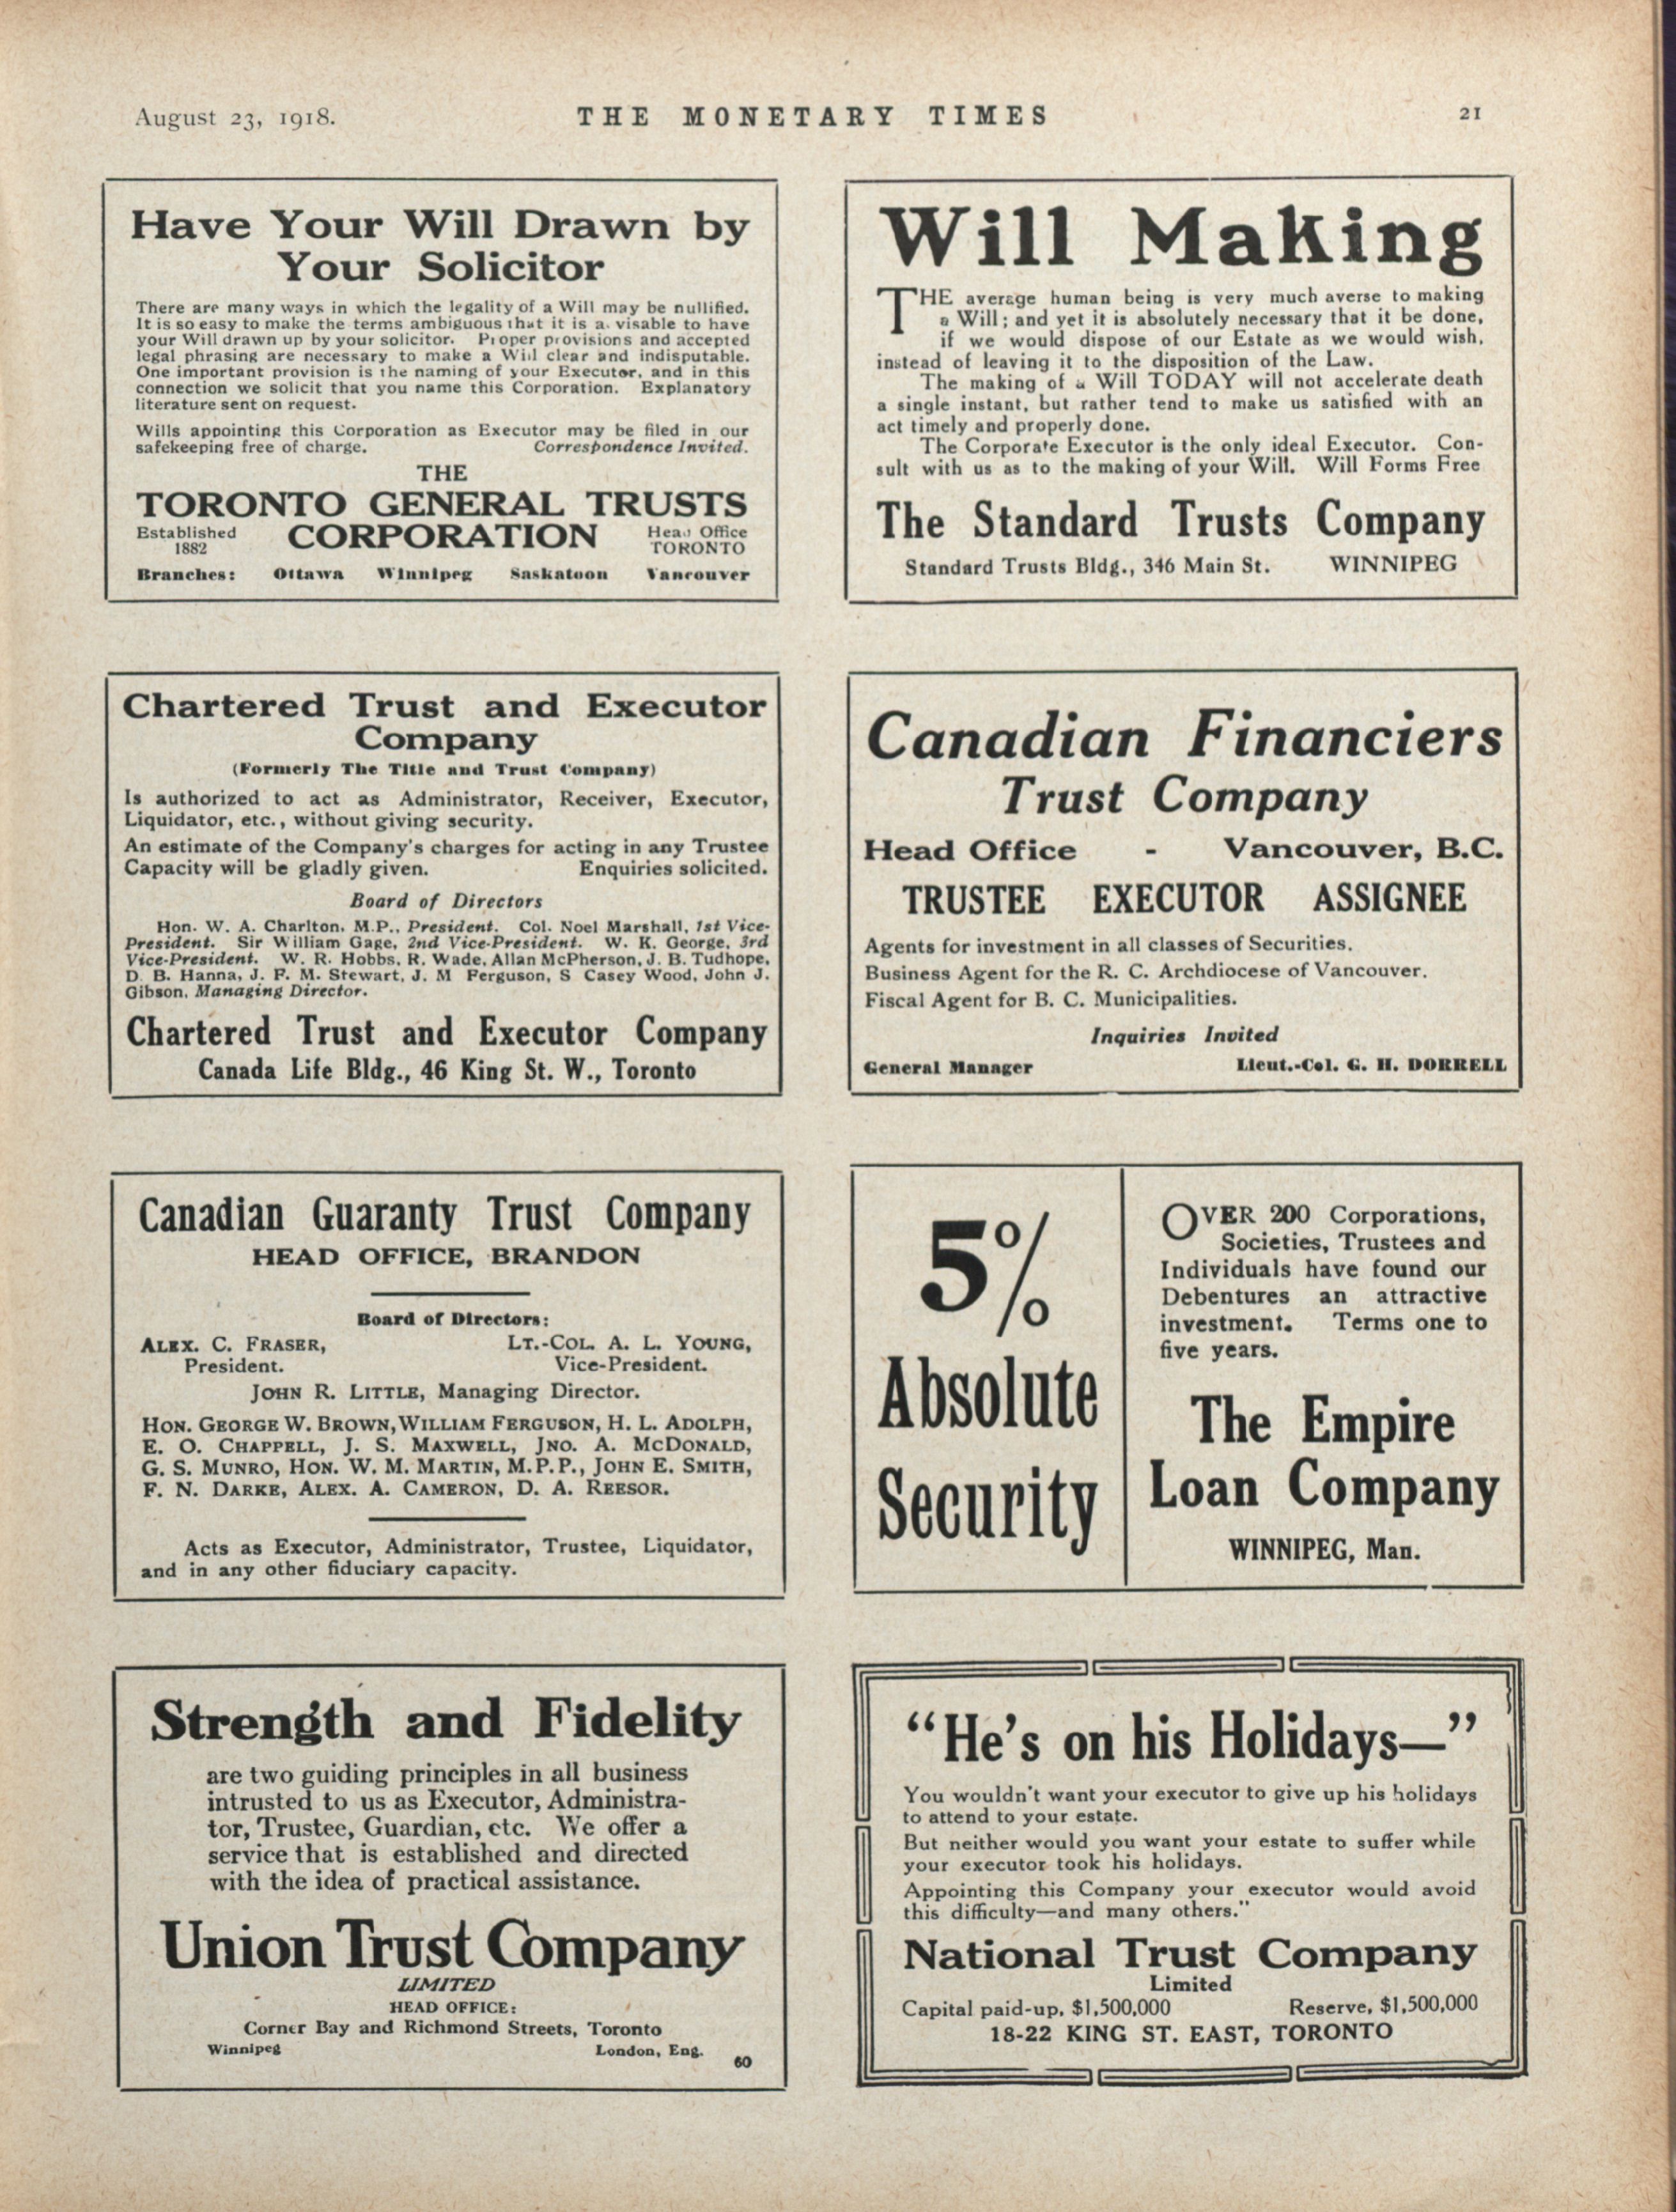 August 23, 1918.
THE MONETARY TIMES
21
Have Your Will Drawn by
Your Solicitor
There are many ways in which the legality of a Will may be nullified.
It is so easy to make the terms ambiguous that it is a visable to have
your Will drawn up by your solicitor. Proper provisions and accepted
legal phrasing are necessary to make a Will clear and indisputable.
One important provision is the naming of your Executor, and in this
connection we solicit that you name this Corporation. Explanatory
literature sent on request.
Wills appointing this Corporation as Executor may be filed in our
safekeeping free of charge. Correspondence Invited.
THE
TORONTO GENERAL TRUSTS
Established
1882
CORPORATION
Head Office
TORONTO
Branches: Ottawa Winnipeg Saskatoon Vancouver
Will Making
THE average human being is very much averse to making
a Will; and yet it is absolutely necessary that it be done,
if we would dispose of our Estate as we would wish,
instead of leaving it to the disposition of the Law.
The making of a Will TODAY will not accelerate death
a single instant, but rather tend to make us satisfied with an
act timely and properly done.
The Corporate Executor is the only ideal Executor. Con-
sult with us as to the making of your Will. Will Forms Free
The Standard Trusts Company
Standard Trusts Bldg., 346 Main St. WINNIPEG
Chartered Trust and Executor
Company
(Formerly The Title and Trust Company)
Is authorized to act as Administrator, Receiver, Executor,
Liquidator, etc., without giving security.
An estimate of the Company's charges for acting in any Trustee
Capacity will be gladly given. Enquiries solicited.
Board of Directors
Hon. W. A. Charlton, M.P., President. Col. Noel Marshall, 1st Vice-
President. Sir William Gage, 2nd Vice-President. W. K. George, 3rd
Vice-President. W. R. Hobbs, R. Wade, Allan McPherson, J. B. Tudhope,
D. B. Hanna, J. F. M. Stewart, J. M Ferguson, S Casey Wood, John J.
Gibson, Managing Director.
Chartered Trust and Executor Company
Canada Life Bldg., 46 King St. W., Toronto
Canadian Financiers
Trust Company
Head Office - Vancouver, B.C.
TRUSTEE EXECUTOR ASSIGNEE
Agents for investment in all classes of Securities.
Business Agent for the R. C. Archdiocese of Vancouver.
Fiscal Agent for B. C. Municipalities.
Inquiries Invited
General Manager Lieut.-Col. G. H. DORRELL
Canadian Guaranty Trust Company
HEAD OFFICE, BRANDON
Board of Directors:
ALEX. C. FRASER, LT.-COL. A. L. YOUNG,
President. Vice-President.
JOHN R. LITTLE, Managing Director.
HON. GEORGE W. BROWN, WILLIAM FERGUSON, H. L. ADOLPH,
E. O. CHAPPELL, J. S. MAXWELL, JNO. A. MCDONALD,
G. S. MUNRO, HON. W. M. MARTIN, M.P.P., JOHN E. SMITH,
F. N. DARKE, ALEX. A. CAMERON, D. A. REESOR.
Acts as Executor, Administrator, Trustee, Liquidator,
and in any other fiduciary capacity.
5%
Absolute
Security
OVER 200 Corporations,
Societies, Trustees and
Individuals have found our
Debentures an attractive
investment. Terms one to
five years.
The Empire
Loan Company
WINNIPEG, Man.
Strength and Fidelity
are two guiding principles in all business
intrusted to us as Executor, Administra-
tor, Trustee, Guardian, etc. We offer a
service that is established and directed
with the idea of practical assistance.
Union Trust Company
LIMITED
HEAD OFFICE:
Corner Bay and Richmond Streets, Toronto
Winnipeg London, Eng.
60
"He's on his Holidays—"
You wouldn't want your executor to give up his holidays
to attend to your estate.
But neither would you want your estate to suffer while
your executor took his holidays.
Appointing this Company your executor would avoid
this difficulty—and many others."
National Trust Company
Limited
Capital paid-up, $1,500,000 Reserve, $1,500,000
18-22 KING ST. EAST, TORONTO